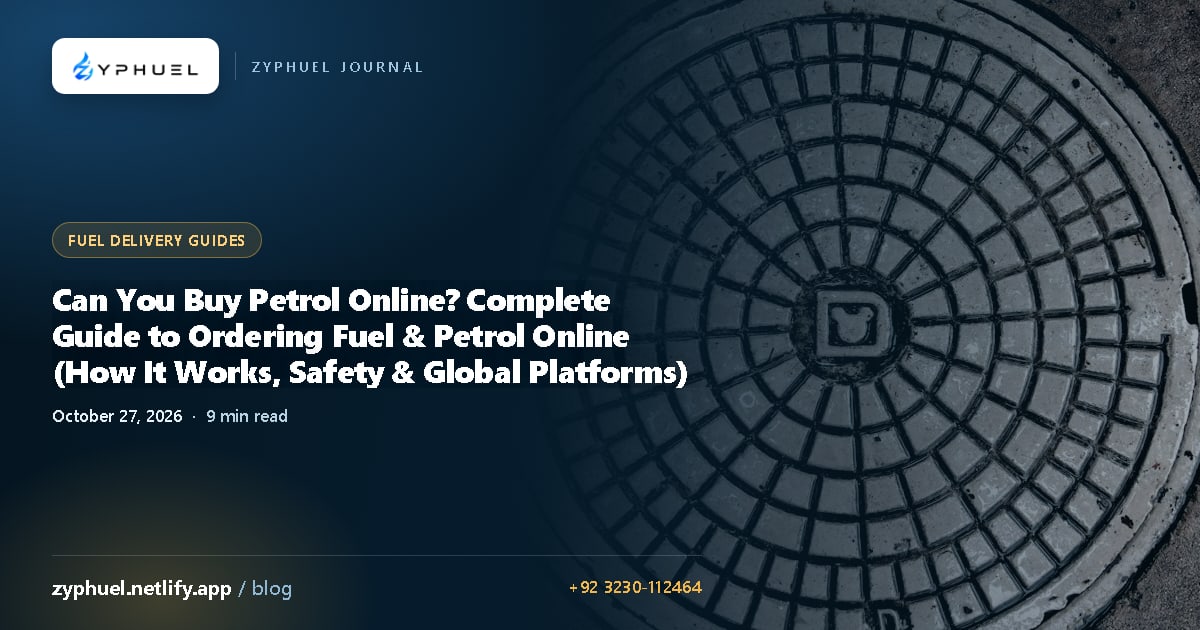 ZYPHUEL
ZYPHUEL JOURNAL
FUEL DELIVERY GUIDES
Can You Buy Petrol Online? Complete
Guide to Ordering Fuel & Petrol Online
(How It Works, Safety & Global Platforms)
October 27, 2026 · 9 min read
zyphuel.netlify.app / blog
+92 3230-112464
D